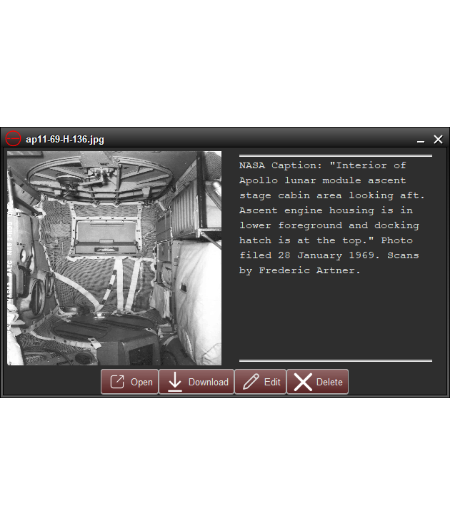 ap11-69-H-136.jpg
NASA Caption: "Interior of
Apollo lunar module ascent
stage cabin area looking aft.
Ascent engine housing is in
lower foreground and docking
hatch is at the top." Photo
filed 28 January 1969. Scans
by Frederic Artner.
Open Download Edit Delete